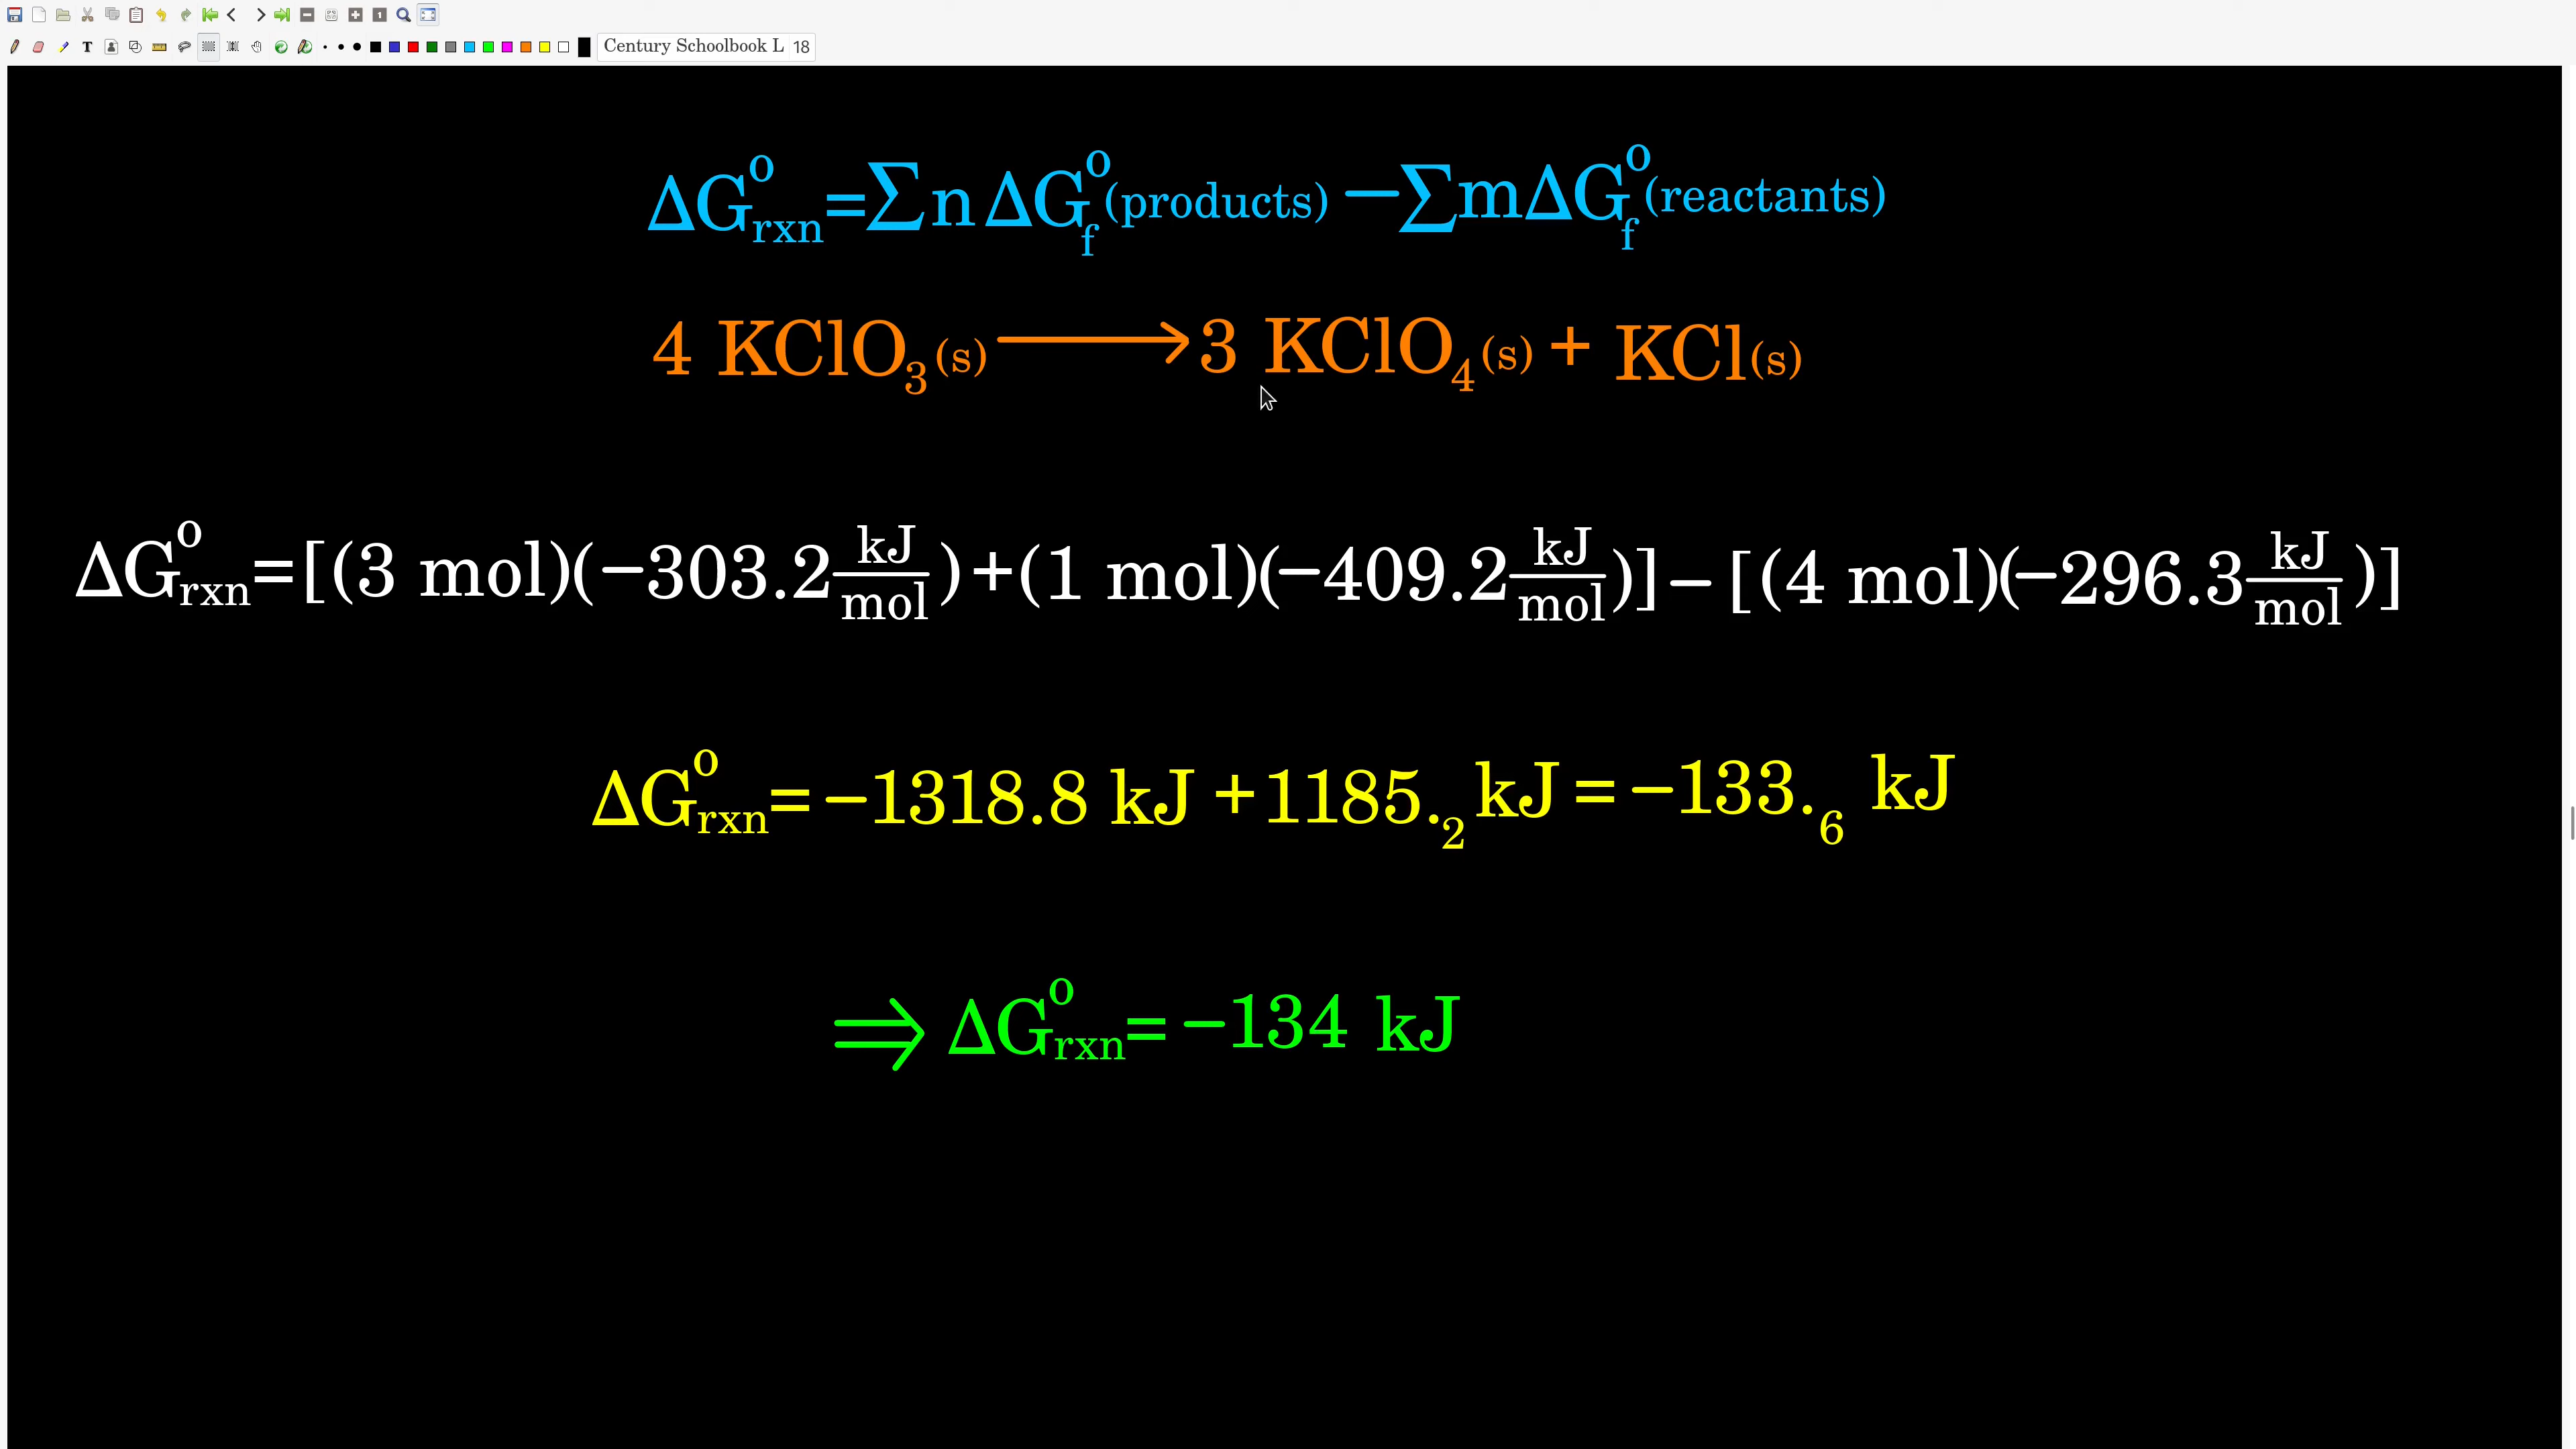 Century Schoolbook L 18
ΔG°rxn=∑n ΔG°f(products) −∑mΔG°f(reactants)
4 KClO₃(s)⟶3 KClO₄(s) + KCl(s)
ΔG°rxn=[(3 mol)(−303.2 kJ/mol)+(1 mol)(−409.2 kJ/mol)]−[(4 mol)(−296.3 kJ/mol)]
ΔG°rxn=−1318.8 kJ +1185.₂ kJ = −133.₆ kJ
⇒ ΔG°rxn= −134 kJ